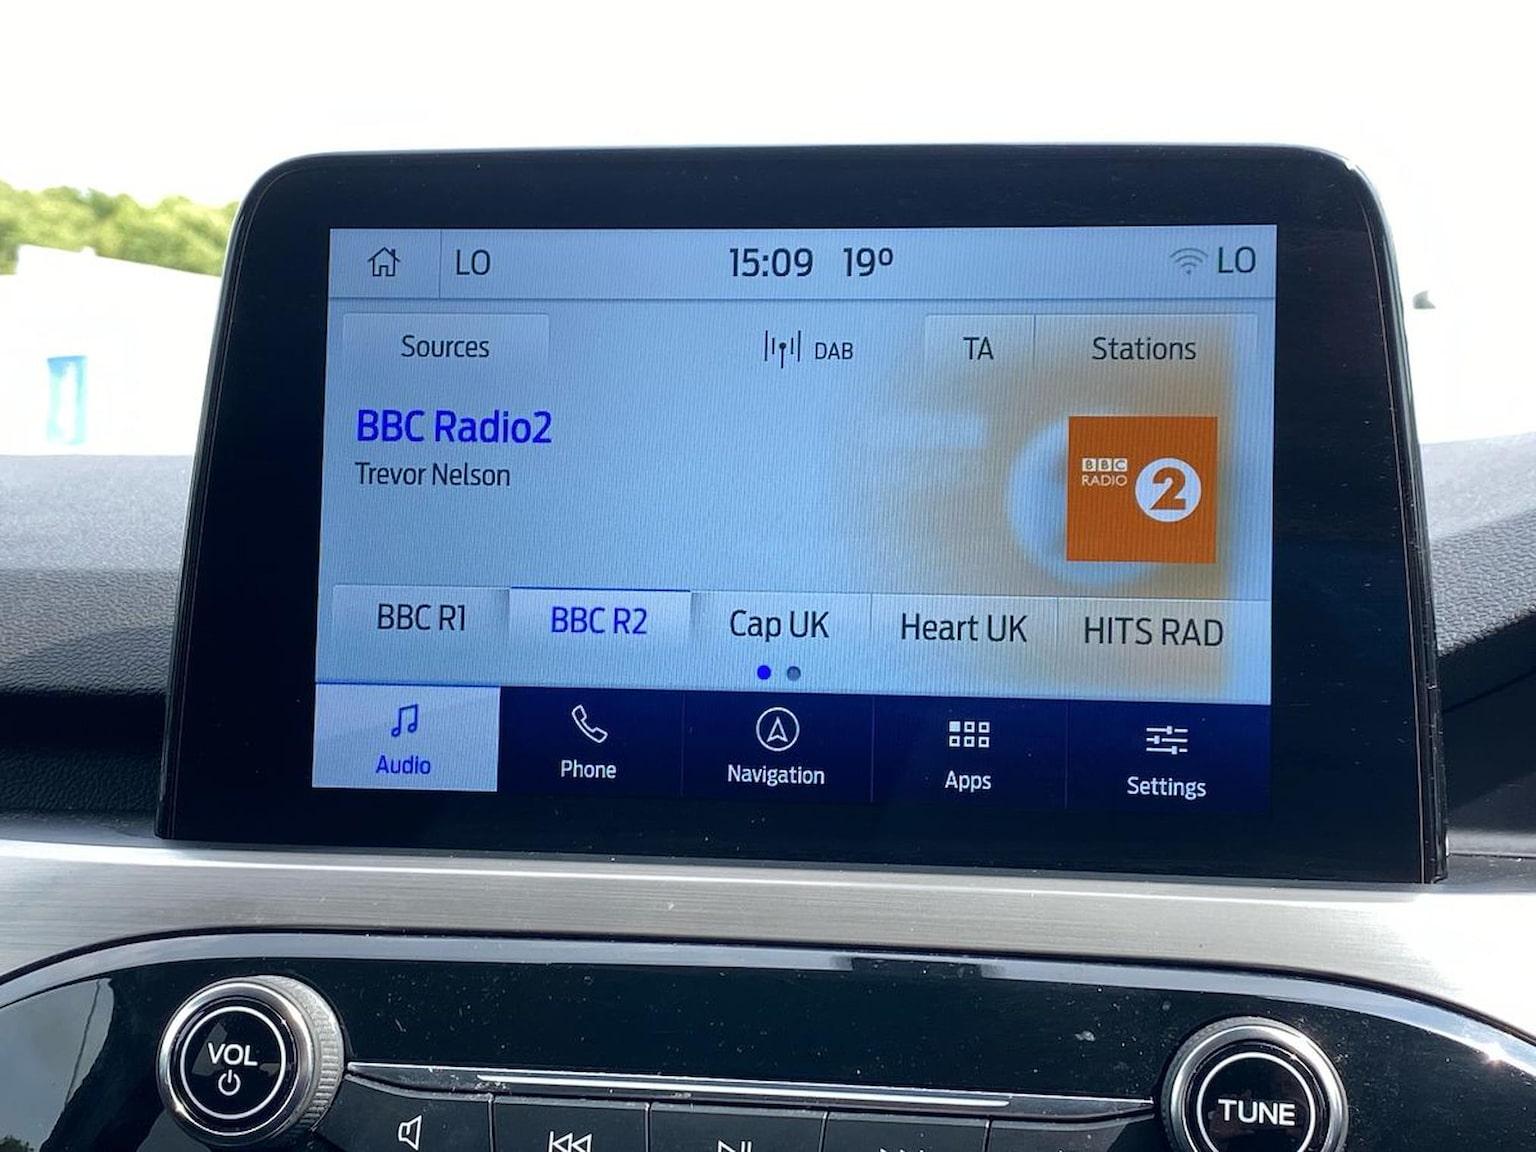 LO 15:09 19º LO
Sources DAB TA Stations
BBC Radio2
Trevor Nelson
BBC
RADIO 2
BBC R1 BBC R2 Cap UK Heart UK HITS RAD
Audio Phone Navigation Apps Settings
VOL
TUNE